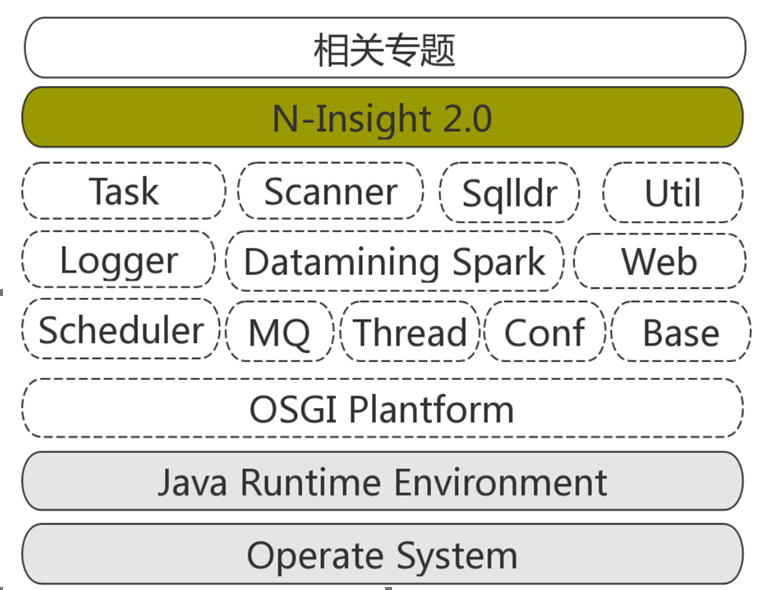 相关专题
N-Insight 2.0
Task Scanner Sqlldr Util
Logger Datamining Spark Web
Scheduler MQ Thread Conf Base
OSGI Plantform
Java Runtime Environment
Operate System